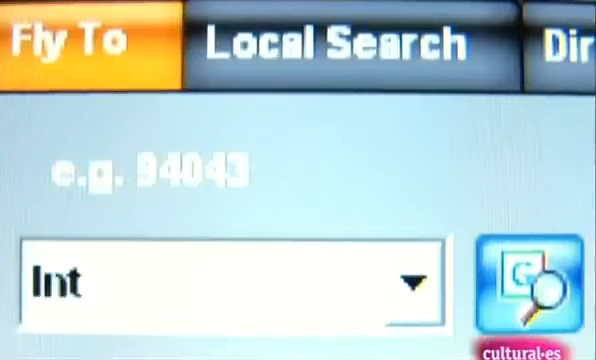 Fly To Local Search Dir
e.g. 94043
Int
G
cultural·es